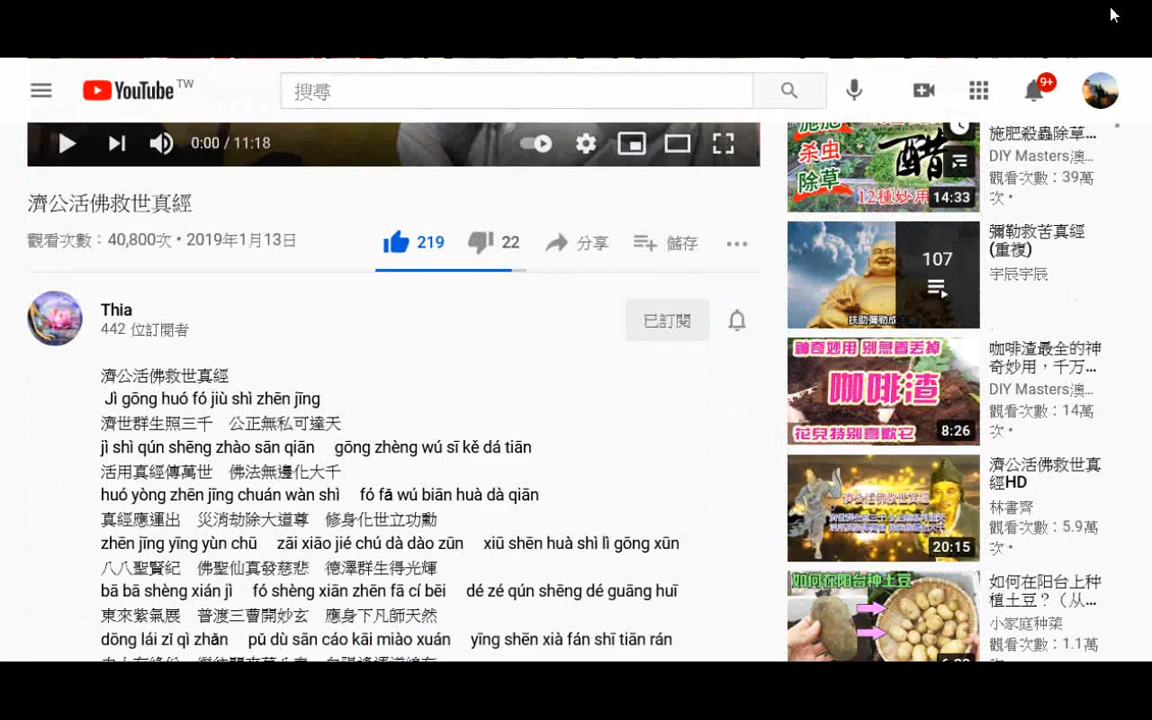 YouTube TW
搜尋
9+
0:00 / 11:18
濟公活佛救世真經
觀看次數：40,800次 • 2019年1月13日
219
22
分享
儲存
Thia
442 位訂閱者
已訂閱
濟公活佛救世真經
Jì gōng huó fó jiù shì zhēn jīng
濟世群生照三千 公正無私可達天
jì shì qún shēng zhào sān qiān gōng zhèng wú sī kě dá tiān
活用真經傳萬世 佛法無邊化大千
huó yòng zhēn jīng chuán wàn shì fó fǎ wú biān huà dà qiān
真經應運出 災消劫除大道尊 修身化世立功勳
zhēn jīng yīng yùn chū zāi xiāo jié chú dà dào zūn xiū shēn huà shì lì gōng xūn
八八聖賢紀 佛聖仙真發慈悲 德澤群生得光輝
bā bā shèng xián jì fó shèng xiān zhēn fā cí bēi dé zé qún shēng dé guāng huī
東來紫氣展 普渡三曹開妙玄 應身下凡師天然
dōng lái zǐ qì zhǎn pǔ dù sān cáo kāi miào xuán yīng shēn xià fán shī tiān rán
施肥
杀虫
除草
醋
12種妙用
14:33
施肥殺蟲除草...
DIY Masters澳...
觀看次數：39萬
次 •
107
彌勒救苦真經
(重複)
宇辰宇辰
神奇妙用 别急着丢掉
咖啡渣
花兒特别喜歡它
8:26
咖啡渣最全的神
奇妙用，千万...
DIY Masters澳...
觀看次數：14萬
次 •
濟公活佛救世真經
20:15
濟公活佛救世真
經HD
林書齊
觀看次數：5.9萬
次 •
如何在阳台种土豆
如何在阳台上种
植土豆？（从...
小家庭种菜
觀看次數：1.1萬